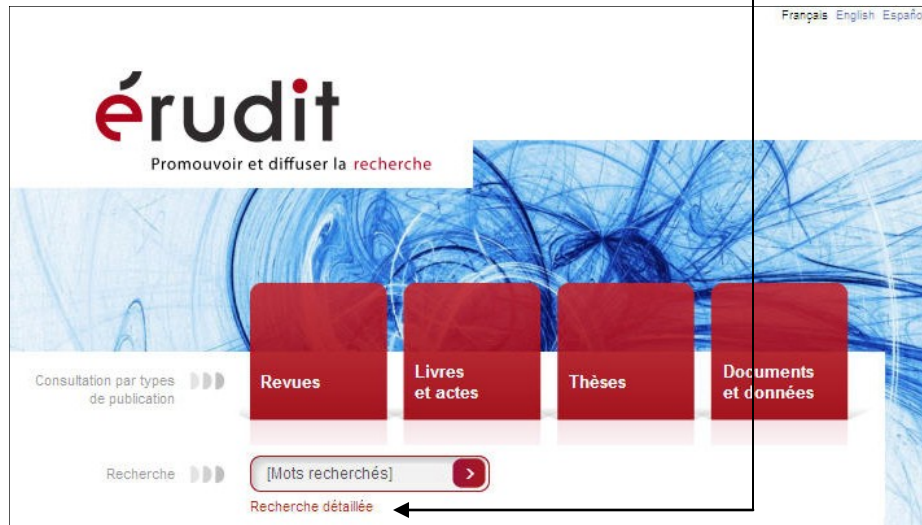 Français English Españo
érudit
Promouvoir et diffuser la recherche
Consultation par types
de publication
Revues
Livres
et actes
Thèses
Documents
et données
Recherche
[Mots recherchés]
Recherche détaillée